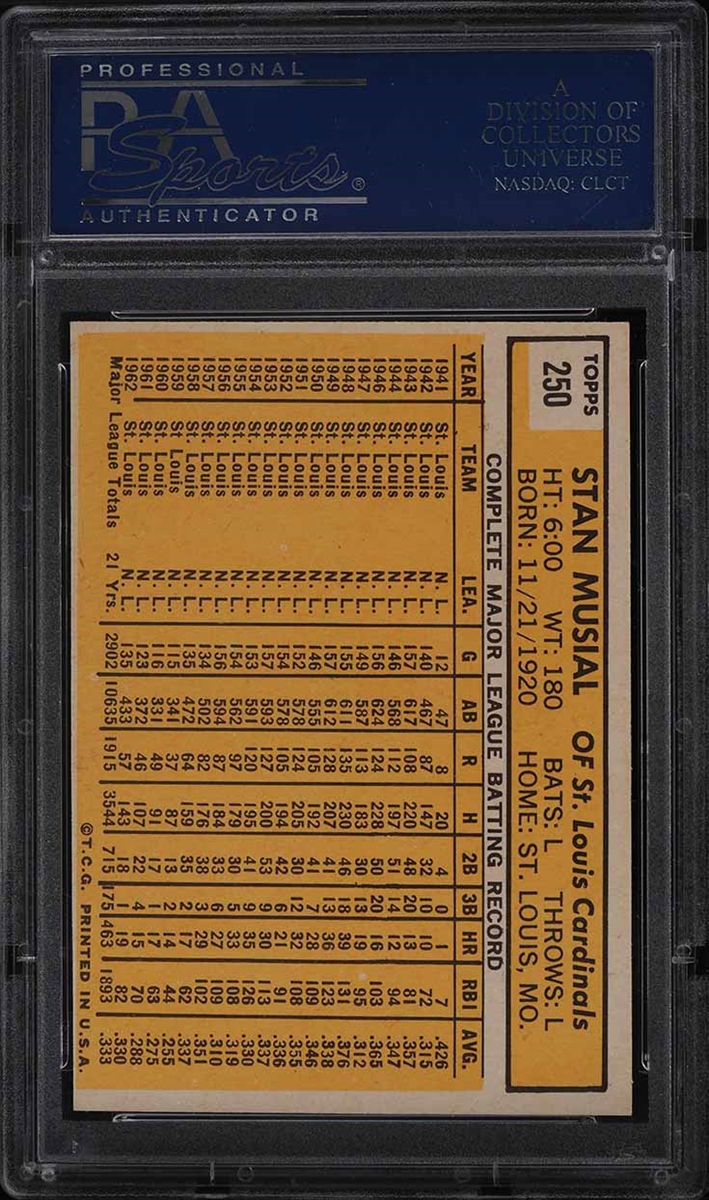 PROFESSIONAL
PSA
Sports®
AUTHENTICATOR
A
DIVISION OF
COLLECTORS
UNIVERSE
NASDAQ: CLCT
TOPPS
250
STAN MUSIAL OF St. Louis Cardinals
HT: 6:00 WT: 180 BATS: L THROWS: L
BORN: 11/21/1920 HOME: ST. LOUIS, MO.
COMPLETE MAJOR LEAGUE BATTING RECORD
YEAR TEAM LEA. G AB R H 2B 3B HR RBI AVG.
1941 St. Louis N. L. 12 47 8 20 4 0 1 7 .426
1942 St. Louis N. L. 140 467 87 147 32 10 10 72 .315
1943 St. Louis N. L. 157 617 108 220 48 20 13 81 .357
1944 St. Louis N. L. 146 568 112 197 51 14 12 94 .347
1946 St. Louis N. L. 156 624 124 228 50 20 16 103 .365
1947 St. Louis N. L. 149 587 113 183 30 13 19 95 .312
1948 St. Louis N. L. 155 611 135 230 46 18 39 131 .376
1949 St. Louis N. L. 157 612 128 207 41 13 36 123 .338
1950 St. Louis N. L. 146 555 105 192 41 7 28 109 .346
1951 St. Louis N. L. 152 578 124 205 30 12 32 108 .355
1952 St. Louis N. L. 154 578 105 194 42 6 21 91 .336
1953 St. Louis N. L. 157 593 127 200 53 9 30 113 .337
1954 St. Louis N. L. 153 591 120 195 41 9 35 126 .330
1955 St. Louis N. L. 154 562 97 179 30 5 33 108 .319
1956 St. Louis N. L. 156 594 87 184 33 6 27 109 .310
1957 St. Louis N. L. 134 502 82 176 38 3 29 102 .351
1958 St. Louis N. L. 135 472 64 159 35 2 17 62 .337
1959 St Louis N. L. 115 341 37 87 13 2 14 44 .255
1960 St. Louis N. L. 116 331 49 91 17 1 17 63 .275
1961 St. Louis N. L. 123 372 46 107 22 4 15 70 .288
1962 St. Louis N. L. 135 433 57 143 18 1 19 82 .330
Major League Totals 21 Yrs. 2902 10635 1915 3544 715 175 463 1893 .333
©T.C.G. PRINTED IN U.S.A.